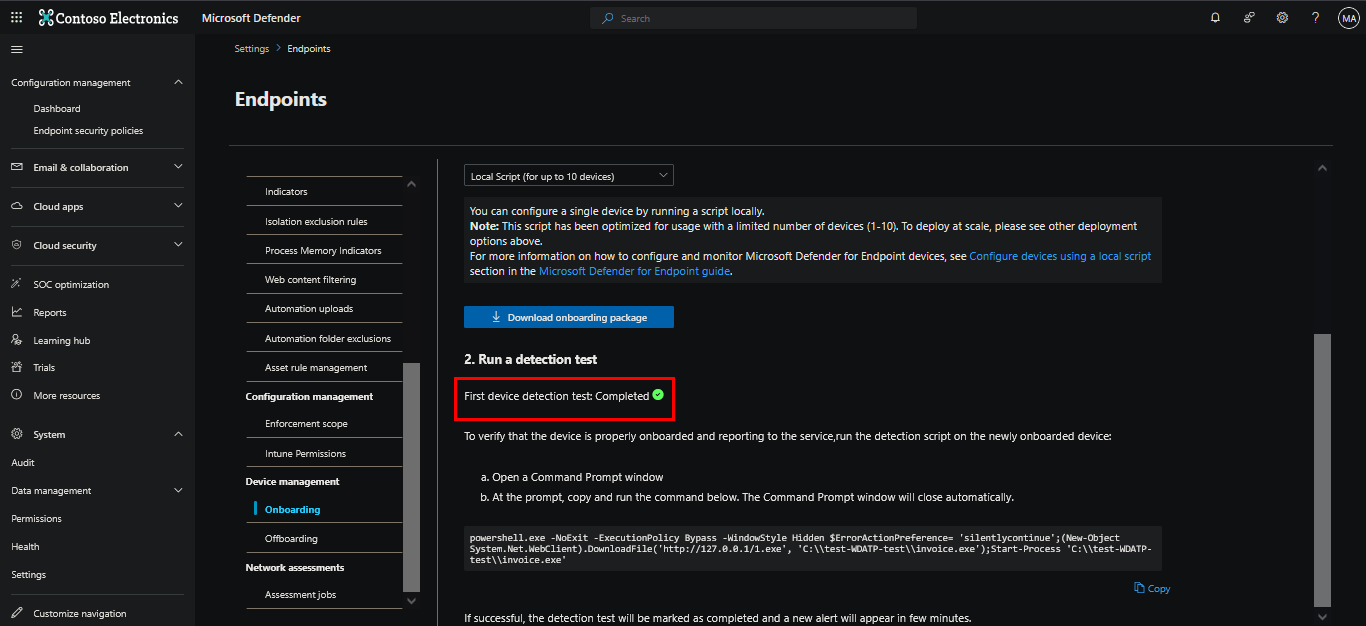 Contoso Electronics
Microsoft Defender
Search
MA
Configuration management
Dashboard
Endpoint security policies
Email & collaboration
Cloud apps
Cloud security
SOC optimization
Reports
Learning hub
Trials
More resources
System
Audit
Data management
Permissions
Health
Settings
Customize navigation
Settings > Endpoints
Endpoints
Indicators
Isolation exclusion rules
Process Memory Indicators
Web content filtering
Automation uploads
Automation folder exclusions
Asset rule management
Configuration management
Enforcement scope
Intune Permissions
Device management
Onboarding
Offboarding
Network assessments
Assessment jobs
Local Script (for up to 10 devices)
You can configure a single device by running a script locally.
Note: This script has been optimized for usage with a limited number of devices (1-10). To deploy at scale, please see other deployment
options above.
For more information on how to configure and monitor Microsoft Defender for Endpoint devices, see Configure devices using a local script
section in the Microsoft Defender for Endpoint guide.
Download onboarding package
2. Run a detection test
First device detection test: Completed
To verify that the device is properly onboarded and reporting to the service,run the detection script on the newly onboarded device:
a. Open a Command Prompt window
b. At the prompt, copy and run the command below. The Command Prompt window will close automatically.
powershell.exe -NoExit -ExecutionPolicy Bypass -WindowStyle Hidden $ErrorActionPreference= 'silentlycontinue';(New-Object
System.Net.WebClient).DownloadFile('http://127.0.0.1/1.exe', 'C:\\test-WDATP-test\\invoice.exe');Start-Process 'C:\\test-WDATP-
test\\invoice.exe'
Copy
If successful, the detection test will be marked as completed and a new alert will appear in few minutes.